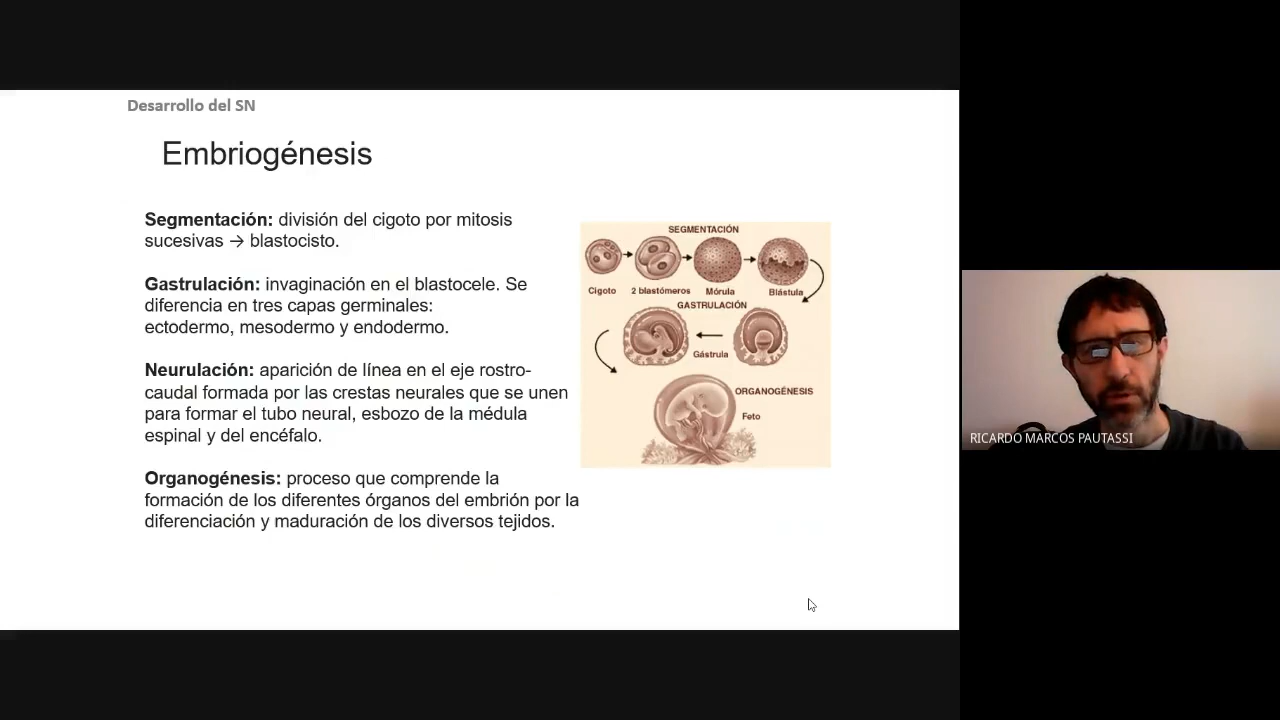 Desarrollo del SN
Embriogénesis
Segmentación: división del cigoto por mitosis
sucesivas → blastocisto.
Gastrulación: invaginación en el blastocele. Se
diferencia en tres capas germinales:
ectodermo, mesodermo y endodermo.
Neurulación: aparición de línea en el eje rostro-
caudal formada por las crestas neurales que se unen
para formar el tubo neural, esbozo de la médula
espinal y del encéfalo.
Organogénesis: proceso que comprende la
formación de los diferentes órganos del embrión por la
diferenciación y maduración de los diversos tejidos.
SEGMENTACIÓN
Cigoto 2 blastómeros Mórula Blástula
GASTRULACIÓN
Gástrula
ORGANOGÉNESIS
Feto
RICARDO MARCOS PAUTASSI